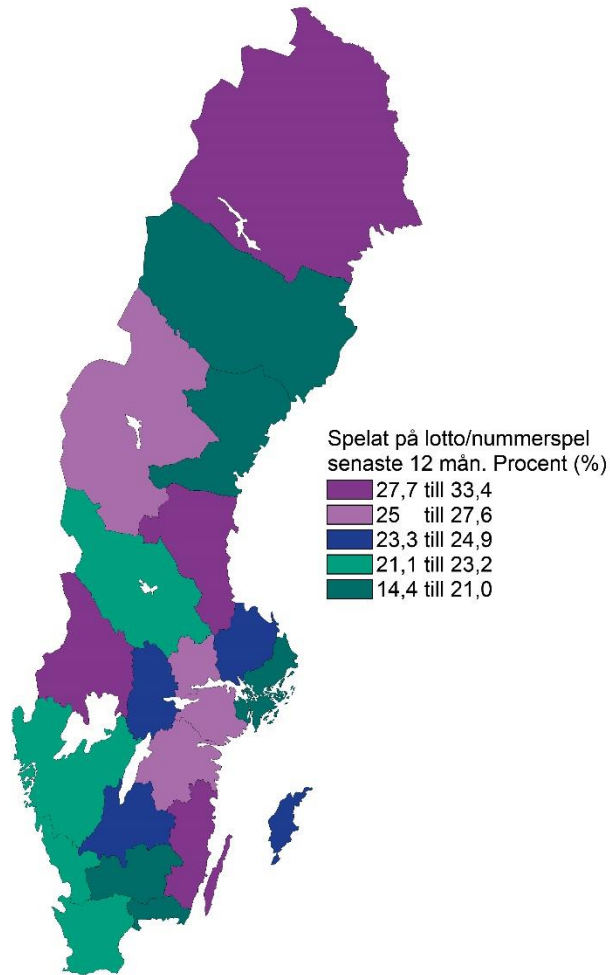 Spelat på lotto/nummerspel
senaste 12 mån. Procent (%)
27,7 till 33,4
25 till 27,6
23,3 till 24,9
21,1 till 23,2
14,4 till 21,0